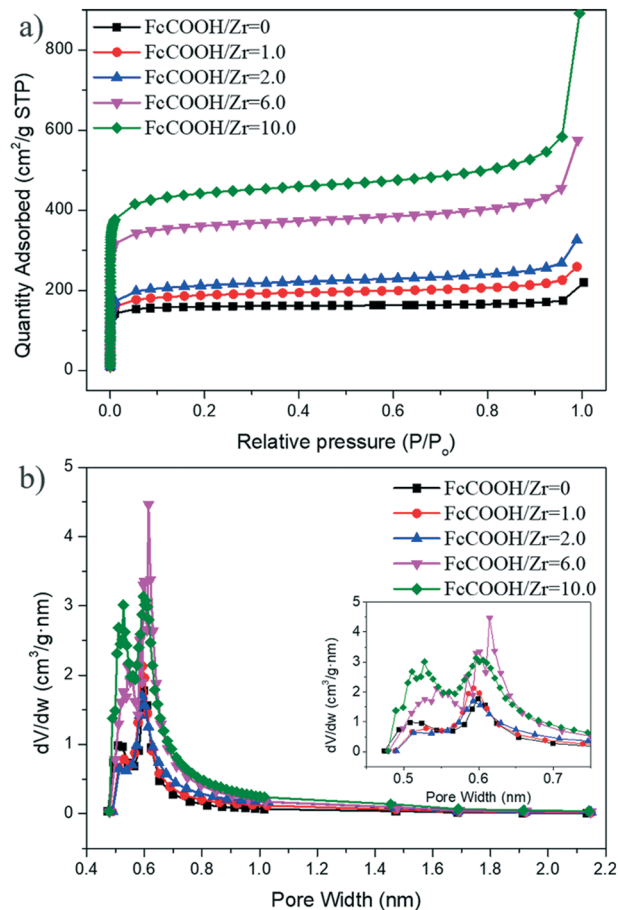 a)
FcCOOH/Zr=0
FcCOOH/Zr=1.0
FcCOOH/Zr=2.0
FcCOOH/Zr=6.0
FcCOOH/Zr=10.0
Quantity Adsorbed (cm²/g STP)
800
600
400
200
0
0.0 0.2 0.4 0.6 0.8 1.0
Relative pressure (P/Pₒ)
b)
FcCOOH/Zr=0
FcCOOH/Zr=1.0
FcCOOH/Zr=2.0
FcCOOH/Zr=6.0
FcCOOH/Zr=10.0
dV/dw (cm³/g·nm)
5
4
3
2
1
0
dV/dw (cm³/g·nm)
5
4
3
2
1
0
0.5 0.6 0.7
Pore Width (nm)
0.4 0.6 0.8 1.0 1.2 1.4 1.6 1.8 2.0 2.2
Pore Width (nm)